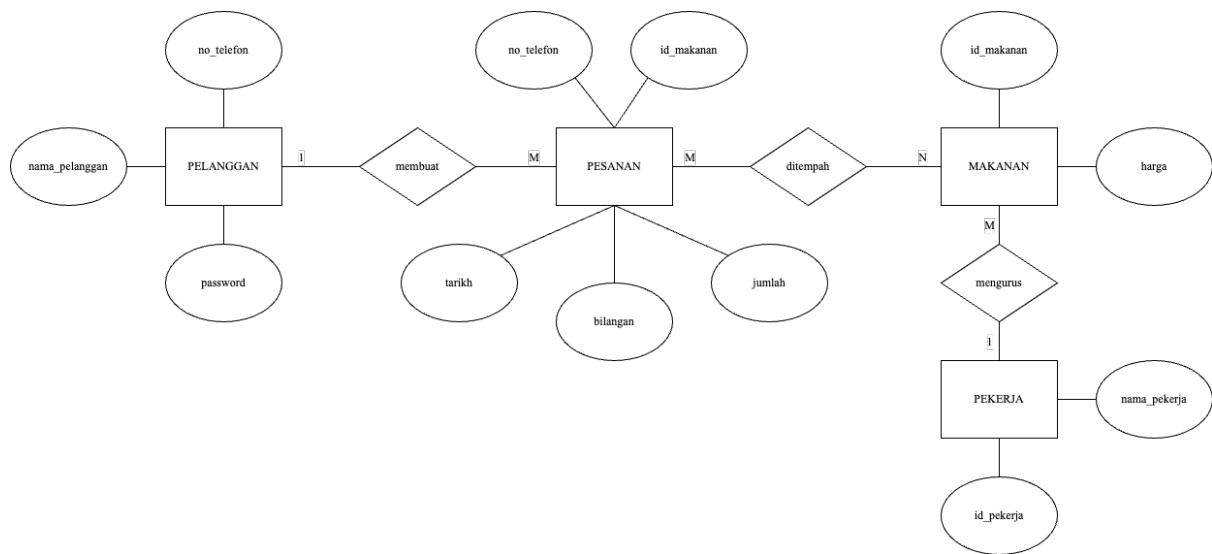 no_telefon
no_telefon
id_makanan
id_makanan
nama_pelanggan
PELANGGAN
1
membuat
M
PESANAN
M
ditempah
N
MAKANAN
harga
M
password
tarikh
bilangan
jumlah
mengurus
1
PEKERJA
nama_pekerja
id_pekerja